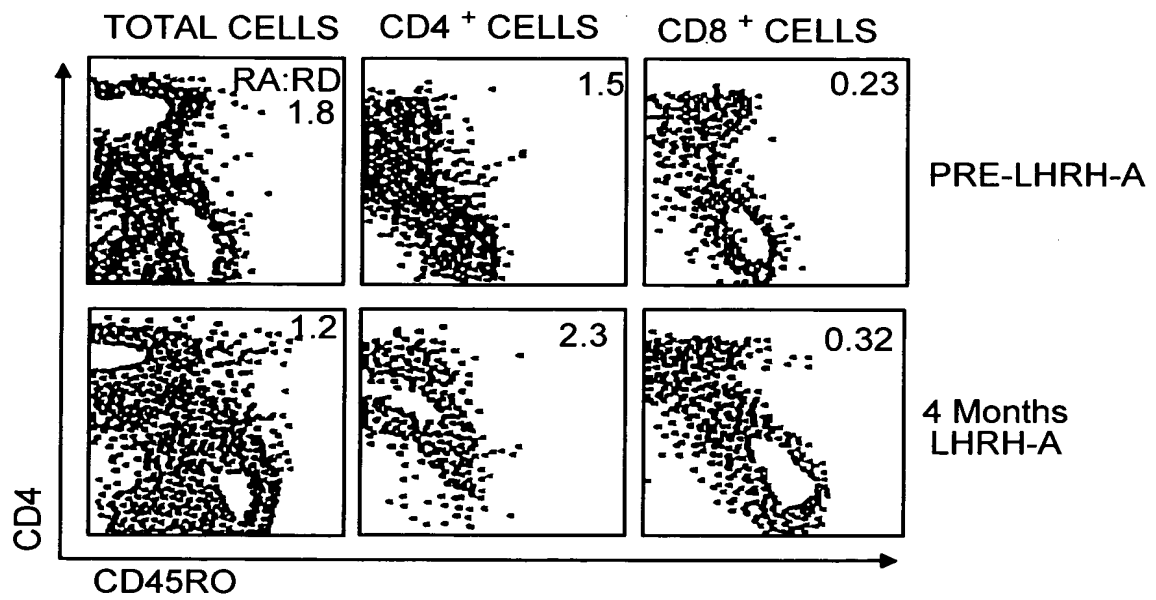 TOTAL CELLS
CD4 + CELLS
CD8 + CELLS
RA:RD
1.8
1.5
0.23
PRE-LHRH-A
1.2
2.3
0.32
4 Months
LHRH-A
CD4
CD45RO